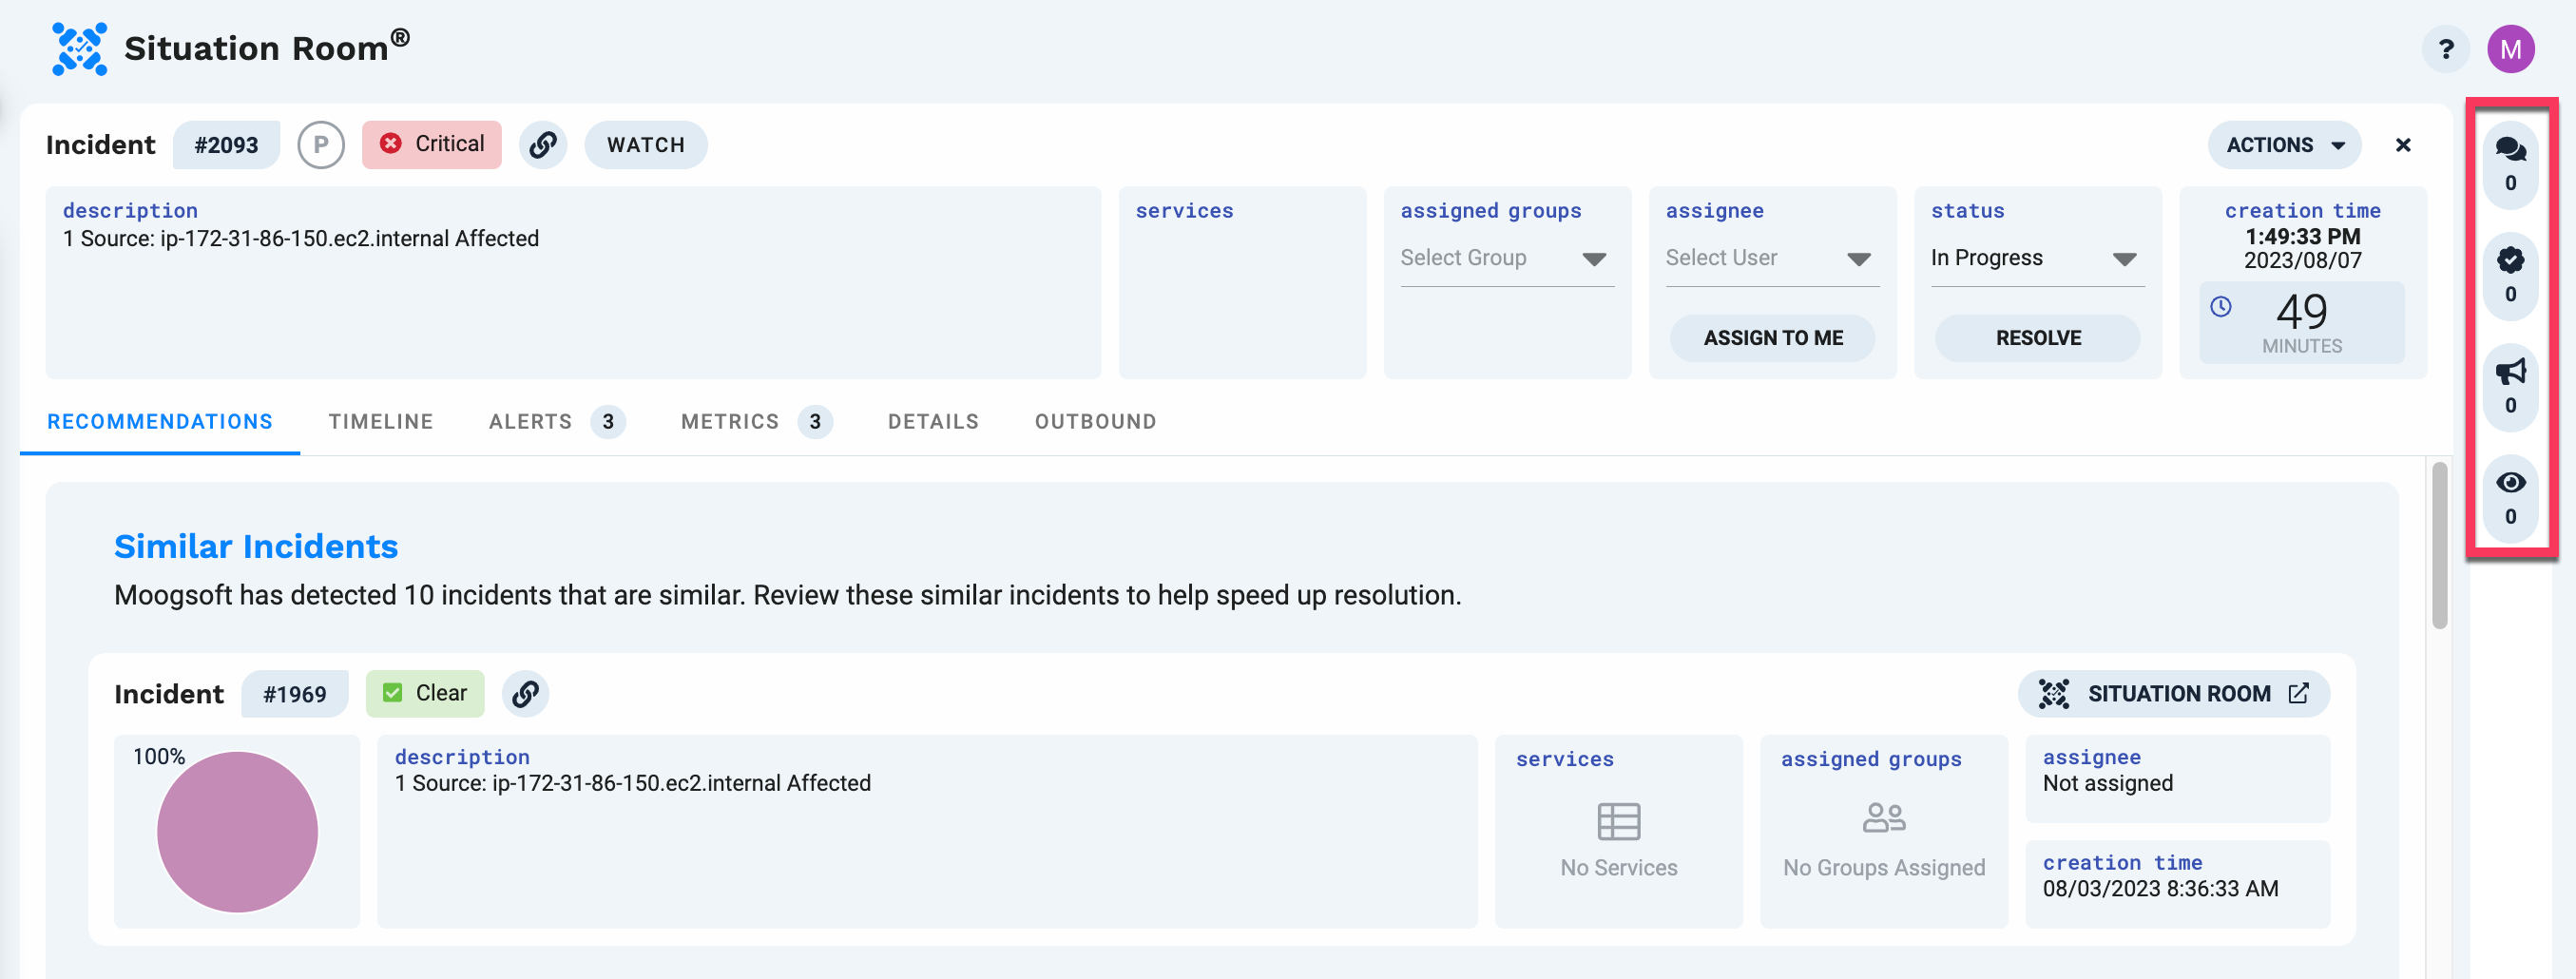 Situation Room®
? M
Incident #2093 P Critical WATCH ACTIONS
description
1 Source: ip-172-31-86-150.ec2.internal Affected
services
assigned groups
Select Group
assignee
Select User
ASSIGN TO ME
status
In Progress
RESOLVE
creation time
1:49:33 PM
2023/08/07
49
MINUTES
0
0
0
0
RECOMMENDATIONS TIMELINE ALERTS 3 METRICS 3 DETAILS OUTBOUND
Similar Incidents
Moogsoft has detected 10 incidents that are similar. Review these similar incidents to help speed up resolution.
Incident #1969 Clear SITUATION ROOM
100%
description
1 Source: ip-172-31-86-150.ec2.internal Affected
services
No Services
assigned groups
No Groups Assigned
assignee
Not assigned
creation time
08/03/2023 8:36:33 AM